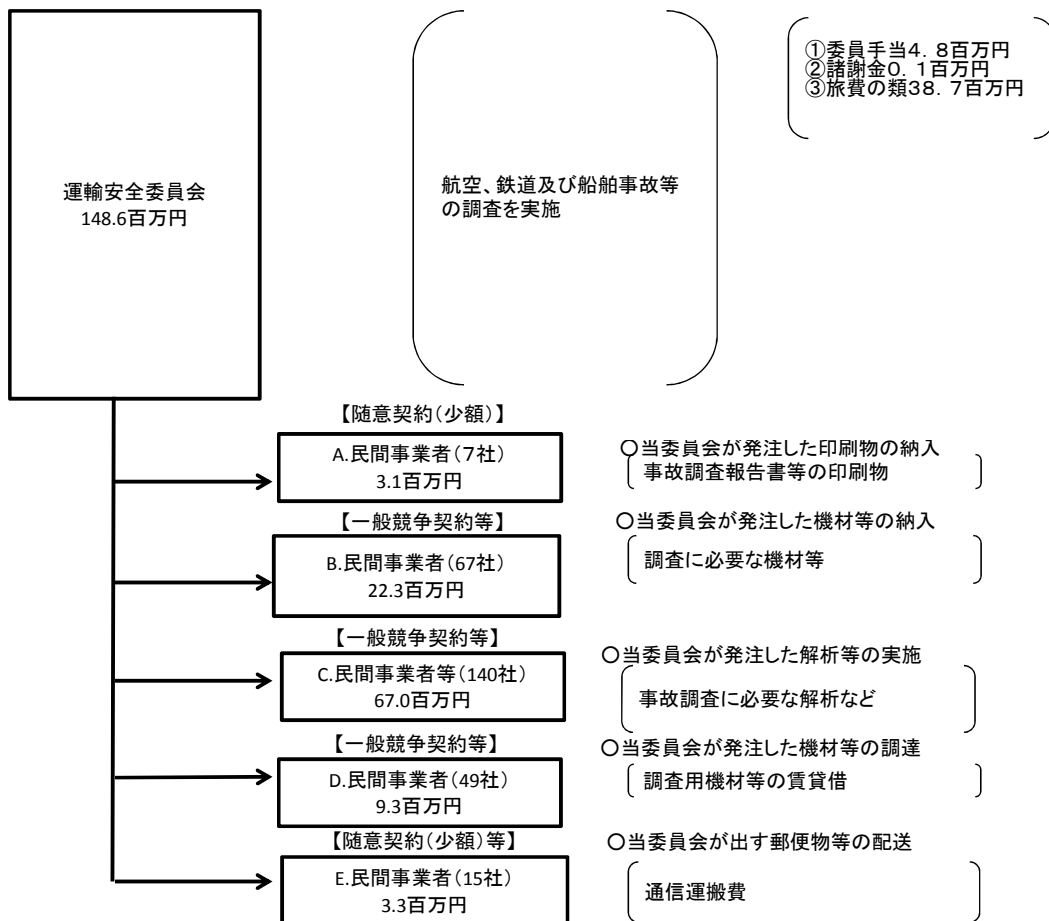 ①委員手当4．8百万円
②諸謝金0．1百万円
③旅費の類38．7百万円
運輸安全委員会
148.6百万円
航空、鉄道及び船舶事故等
の調査を実施
【随意契約（少額）】
A.民間事業者（7社）
3.1百万円
○当委員会が発注した印刷物の納入
事故調査報告書等の印刷物
【一般競争契約等】
B.民間事業者（67社）
22.3百万円
○当委員会が発注した機材等の納入
調査に必要な機材等
【一般競争契約等】
C.民間事業者等（140社）
67.0百万円
○当委員会が発注した解析等の実施
事故調査に必要な解析など
【一般競争契約等】
D.民間事業者（49社）
9.3百万円
○当委員会が発注した機材等の調達
調査用機材等の賃貸借
【随意契約（少額）等】
E.民間事業者（15社）
3.3百万円
○当委員会が出す郵便物等の配送
通信運搬費